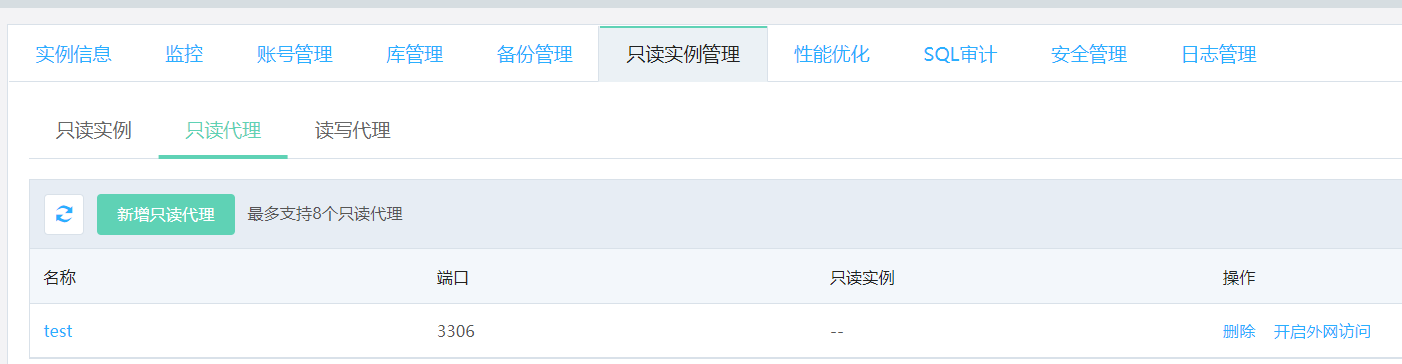 实例信息 监控 账号管理 库管理 备份管理 只读实例管理 性能优化 SQL审计 安全管理 日志管理
只读实例 只读代理 读写代理
新增只读代理 最多支持8个只读代理
名称 端口 只读实例 操作
test 3306 -- 删除 开启外网访问